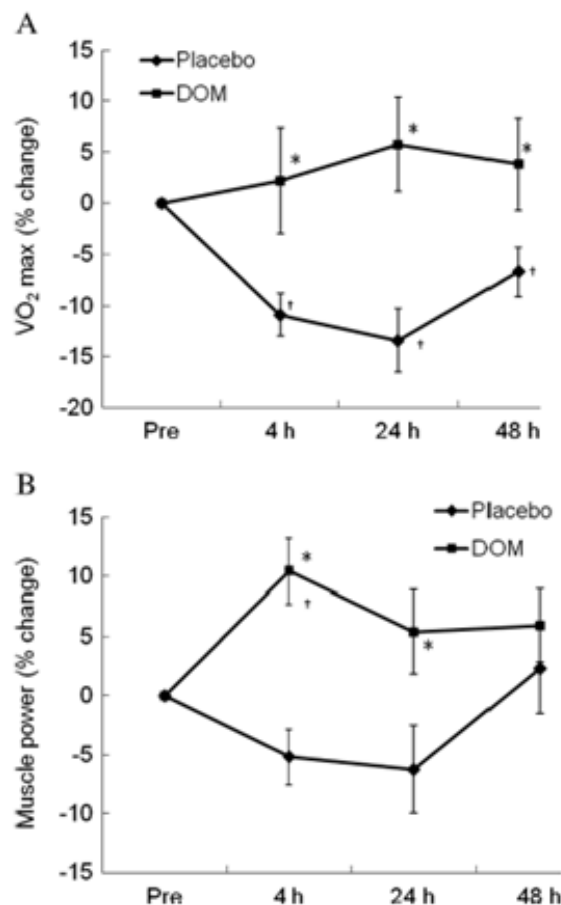 A
Placebo
DOM
VO₂ max (% change)
15
10
5
0
-5
-10
-15
-20
*
*
*
†
†
†
Pre 4 h 24 h 48 h
B
Placebo
DOM
Muscle power (% change)
15
10
5
0
-5
-10
-15
*
†
*
Pre 4 h 24 h 48 h